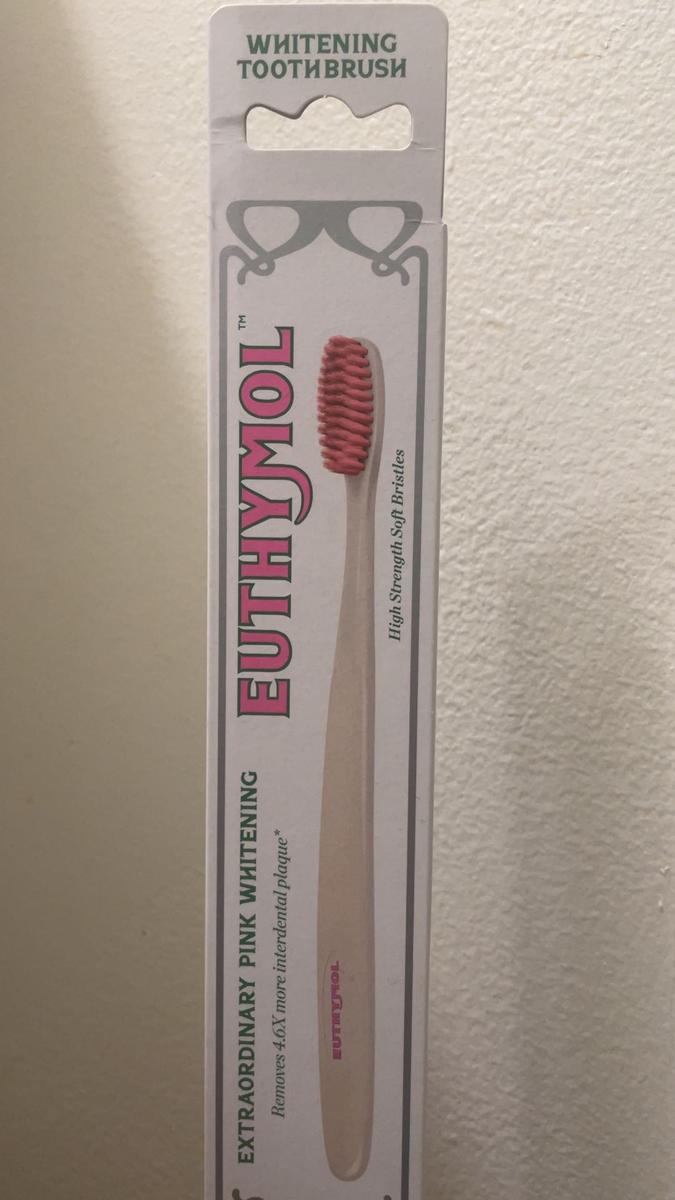 WHITENING
TOOTHBRUSH
EUTHYMOL™
EXTRAORDINARY PINK WHITENING
Removes 4.6X more interdental plaque*
High Strength Soft Bristles
EUTHYMOL